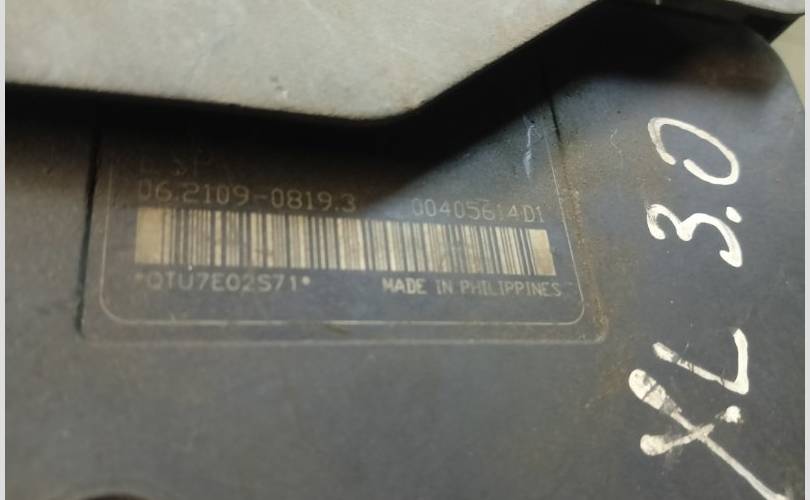 ESP
06.2109-0819.3 00405614D1
*QTU7E02S71*
MADE IN PHILIPPINES
XL 3.0